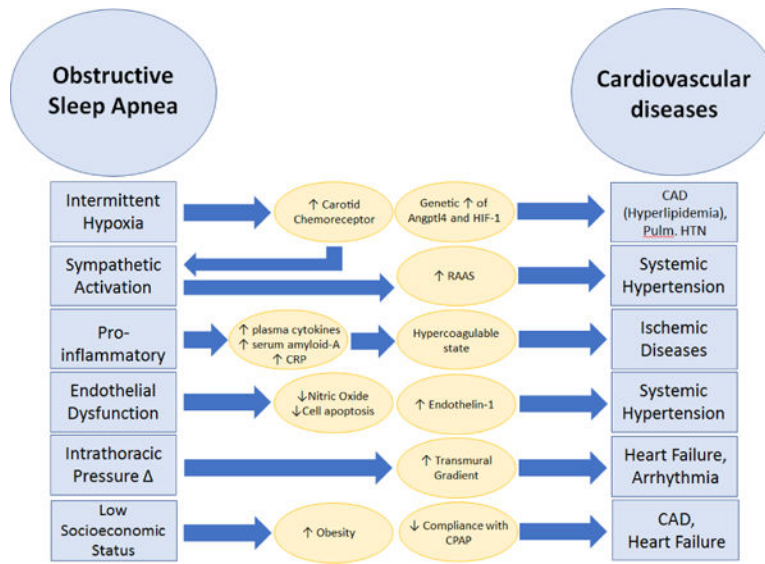 Obstructive
Sleep Apnea
Cardiovascular
diseases
Intermittent
Hypoxia
↑ Carotid
Chemoreceptor
Genetic ↑ of
Angptl4 and HIF-1
CAD
(Hyperlipidemia),
Pulm. HTN
Sympathetic
Activation
↑ RAAS
Systemic
Hypertension
Pro-
inflammatory
↑ plasma cytokines
↑ serum amyloid-A
↑ CRP
Hypercoagulable
state
Ischemic
Diseases
Endothelial
Dysfunction
↓Nitric Oxide
↓Cell apoptosis
↑ Endothelin-1
Systemic
Hypertension
Intrathoracic
Pressure Δ
↑ Transmural
Gradient
Heart Failure,
Arrhythmia
Low
Socioeconomic
Status
↑ Obesity
↓ Compliance with
CPAP
CAD,
Heart Failure